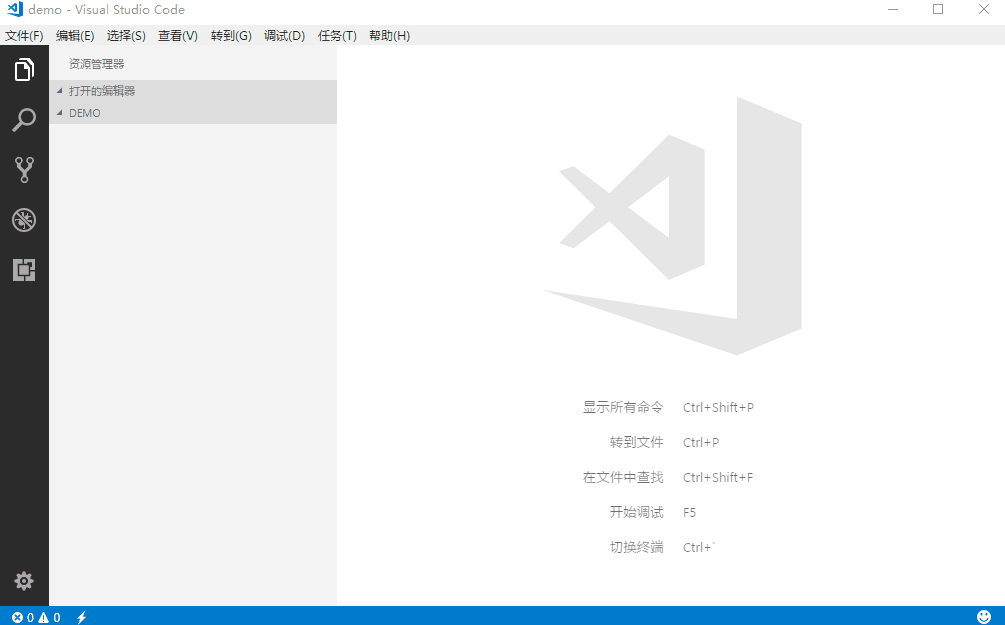 demo - Visual Studio Code
文件(F) 编辑(E) 选择(S) 查看(V) 转到(G) 调试(D) 任务(T) 帮助(H)
资源管理器
打开的编辑器
DEMO
显示所有命令 Ctrl+Shift+P
转到文件 Ctrl+P
在文件中查找 Ctrl+Shift+F
开始调试 F5
切换终端 Ctrl+`
0 0